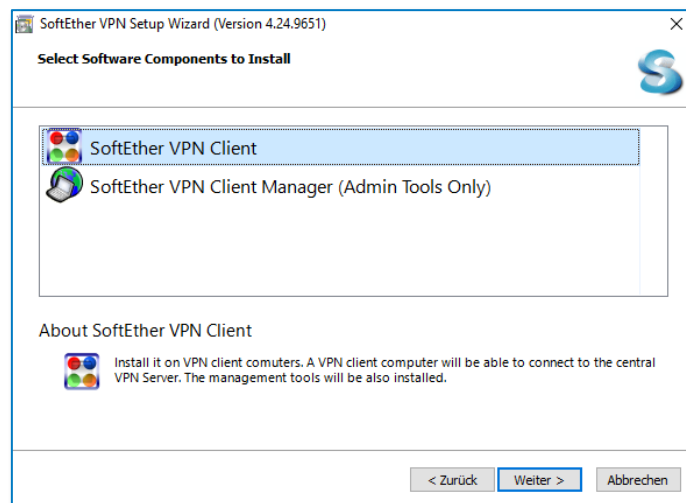 SoftEther VPN Setup Wizard (Version 4.24.9651)
Select Software Components to Install
SoftEther VPN Client
SoftEther VPN Client Manager (Admin Tools Only)
About SoftEther VPN Client
Install it on VPN client comuters. A VPN client computer will be able to connect to the central
VPN Server. The management tools will be also installed.
< Zurück Weiter > Abbrechen